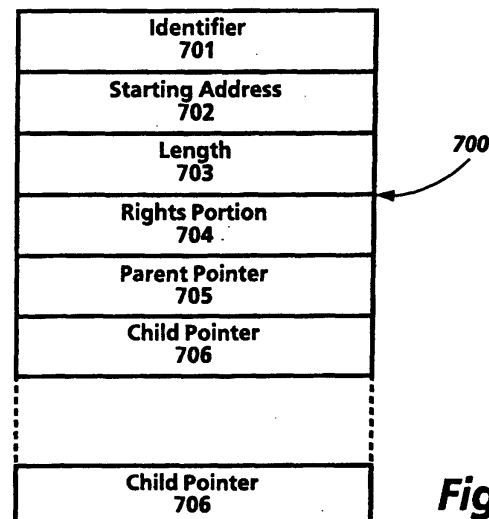 Identifier
701
Starting Address
702
Length
703
700
Rights Portion
704
Parent Pointer
705
Child Pointer
706
Child Pointer
706
Fig